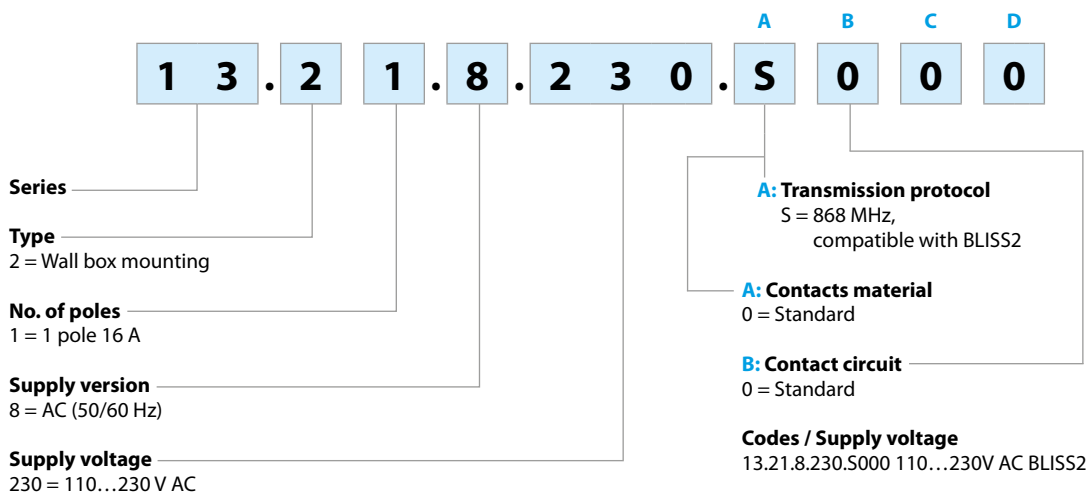 A B C D
1 3 . 2 1 . 8 . 2 3 0 . S 0 0 0
Series
Type
2 = Wall box mounting
No. of poles
1 = 1 pole 16 A
Supply version
8 = AC (50/60 Hz)
Supply voltage
230 = 110…230 V AC
A: Transmission protocol
S = 868 MHz,
compatible with BLISS2
A: Contacts material
0 = Standard
B: Contact circuit
0 = Standard
Codes / Supply voltage
13.21.8.230.S000 110…230V AC BLISS2